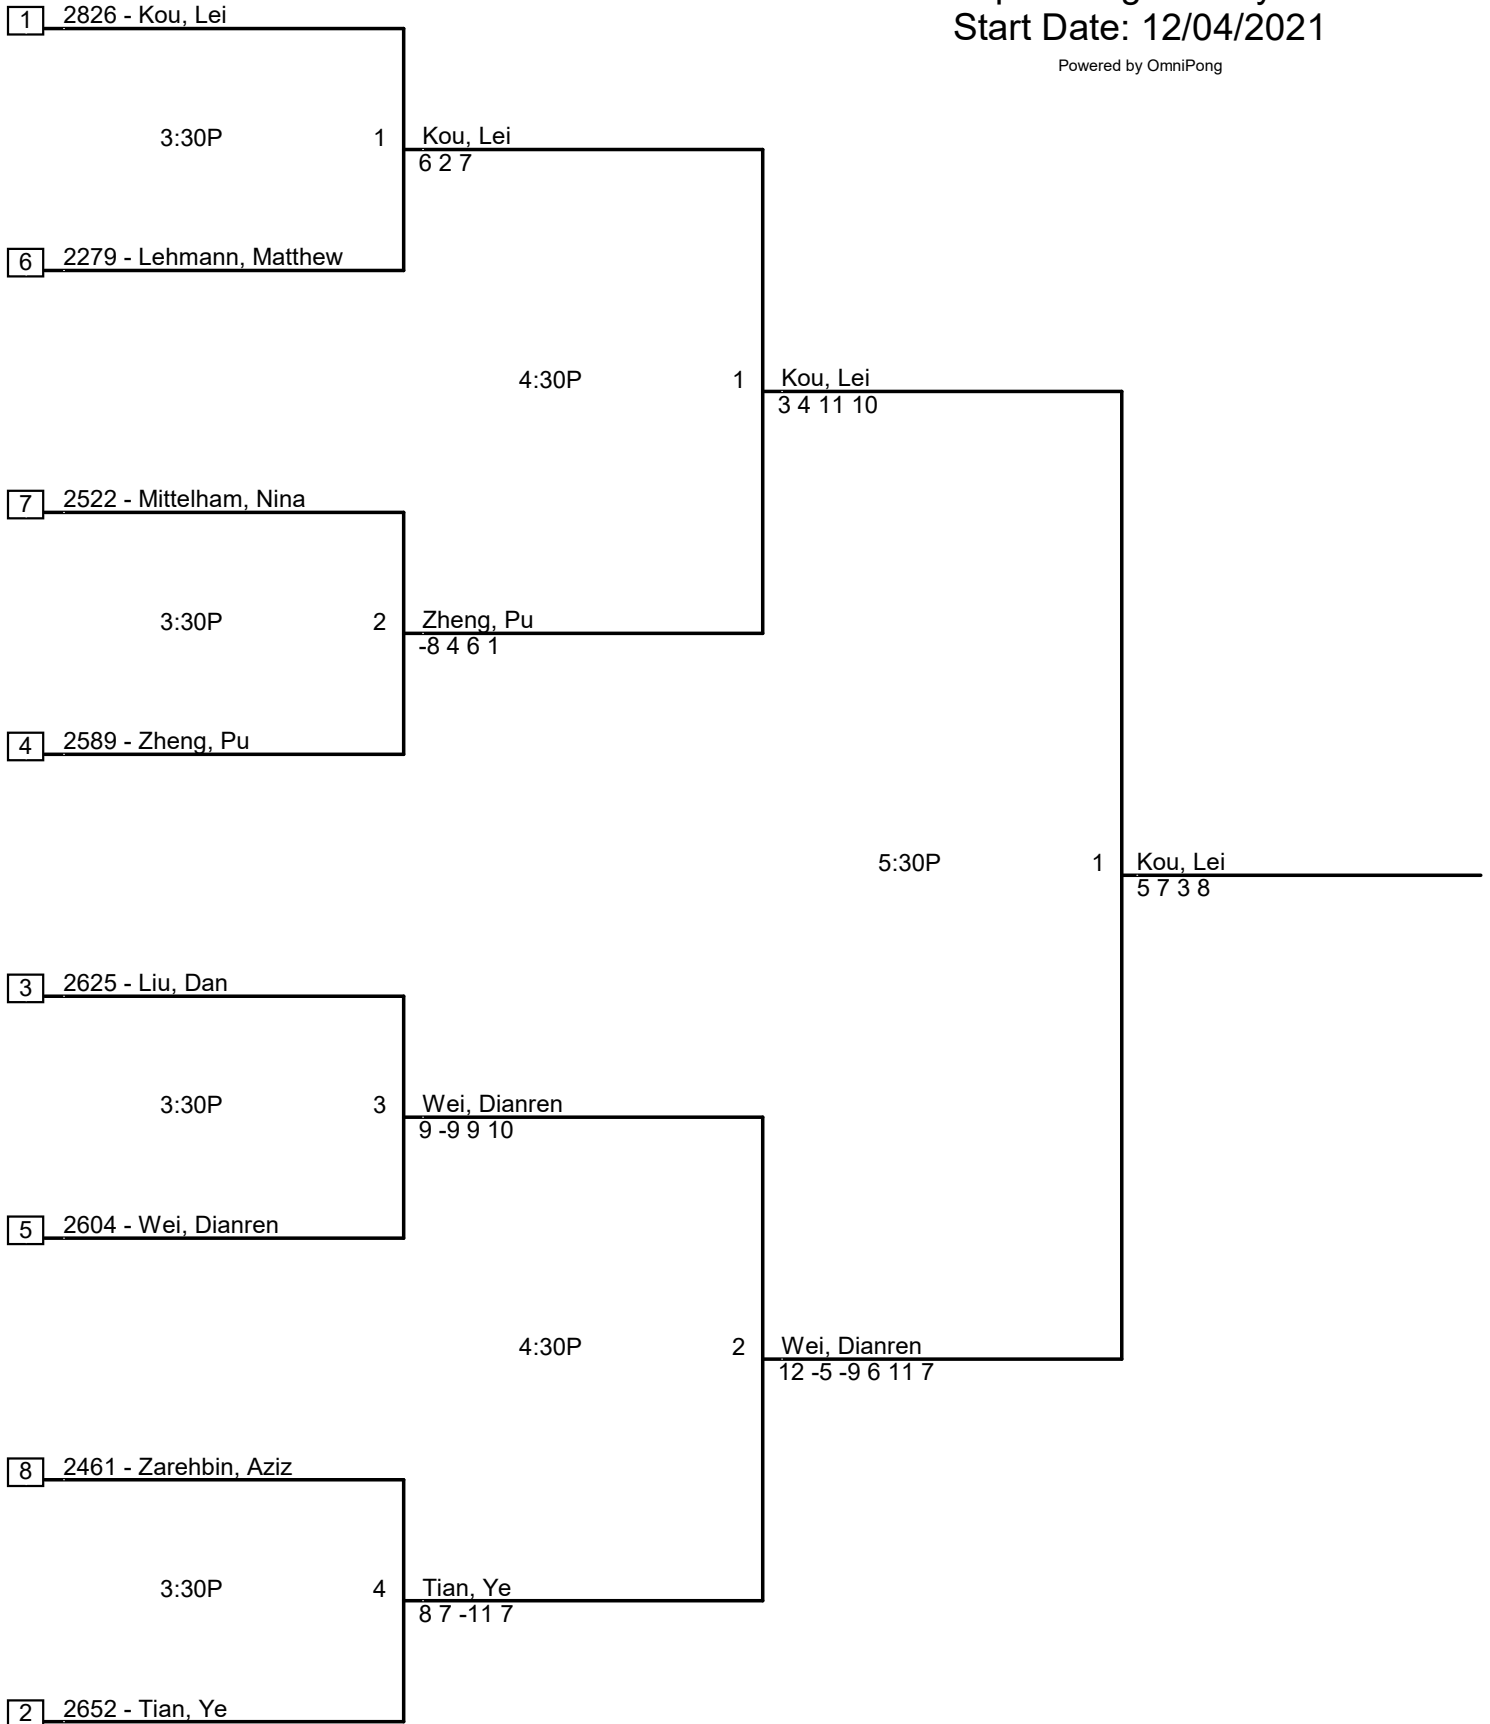 Start Date: 12/04/2021
Powered by OmniPong
1 2826 - Kou, Lei
3:30P 1 Kou, Lei
6 2 7
6 2279 - Lehmann, Matthew
4:30P 1 Kou, Lei
3 4 11 10
7 2522 - Mittelham, Nina
3:30P 2 Zheng, Pu
-8 4 6 1
4 2589 - Zheng, Pu
5:30P 1 Kou, Lei
5 7 3 8
3 2625 - Liu, Dan
3:30P 3 Wei, Dianren
9 -9 9 10
5 2604 - Wei, Dianren
4:30P 2 Wei, Dianren
12 -5 -9 6 11 7
8 2461 - Zarehbin, Aziz
3:30P 4 Tian, Ye
8 7 -11 7
2 2652 - Tian, Ye